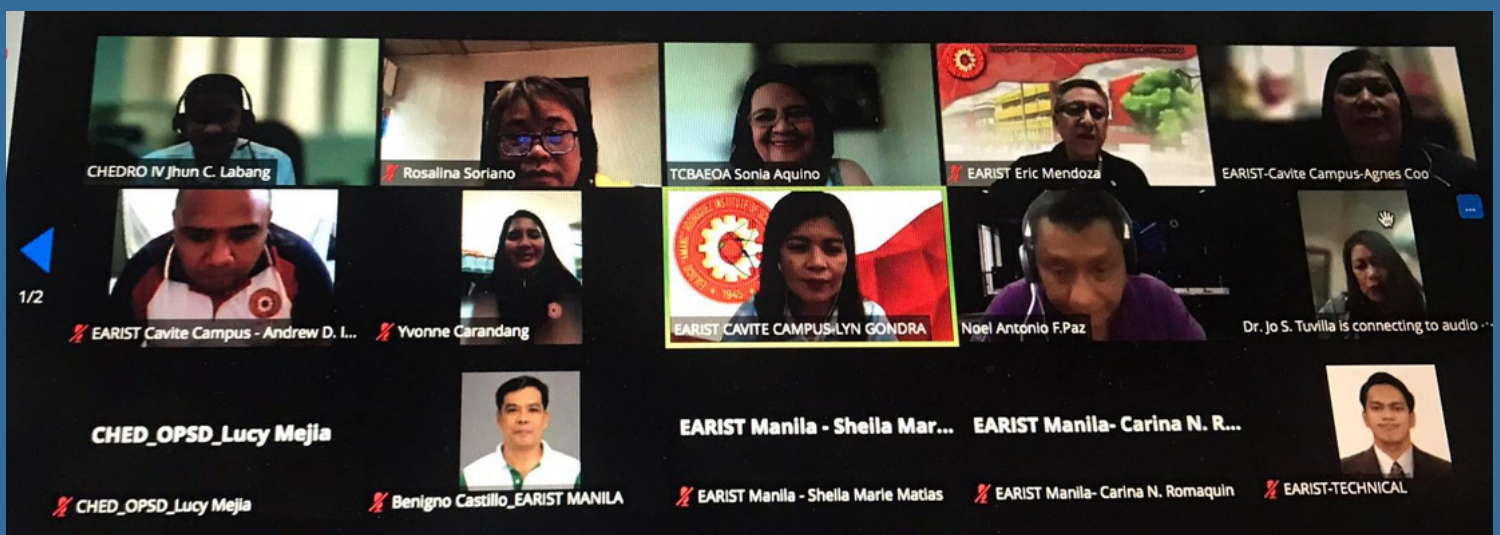 CHEDRO IV Jhun C. Labang
Rosalina Soriano
TCBAEOA Sonia Aquino
EARIST Eric Mendoza
EARIST-Cavite Campus-Agnes Coo
1/2
EARIST Cavite Campus - Andrew D. I...
Yvonne Carandang
1945
EARIST CAVITE CAMPUS-LYN GONDRA
Noel Antonio F.Paz
Dr. Jo S. Tuvilla is connecting to audio ...
CHED_OPSD_Lucy Mejia
EARIST Manila - Sheila Mar...
EARIST Manila- Carina N. R...
CHED_OPSD_Lucy Mejia
Benigno Castillo_EARIST MANILA
EARIST Manila - Sheila Marie Matias
EARIST Manila- Carina N. Romaquin
EARIST-TECHNICAL